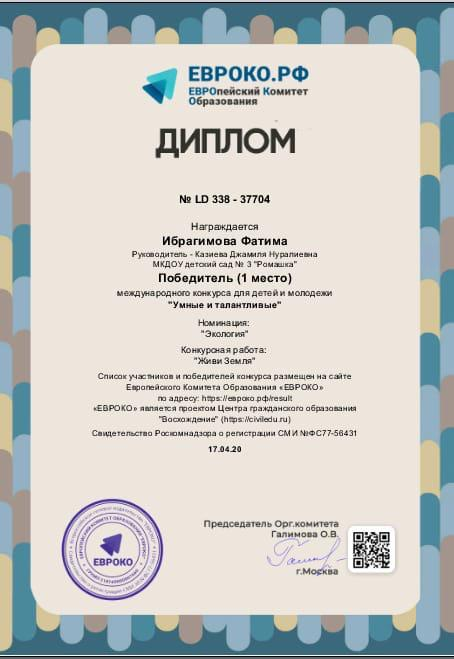 ЕВРОКО.РФ
ЕВРОпейский Комитет
Образования
ДИПЛОМ
№ LD 338 - 37704
Награждается
Ибрагимова Фатима
Руководитель - Казиева Джамиля Нуралиевна
МКДОУ детский сад № 3 "Ромашка"
Победитель (1 место)
международного конкурса для детей и молодежи
"Умные и талантливые"
Номинация:
"Экология"
Конкурсная работа:
"Живи Земля"
Список участников и победителей конкурса размещен на сайте
Европейского Комитета Образования «ЕВРОКО»
по адресу: https://евроко.рф/result
«ЕВРОКО» является проектом Центра гражданского образования
"Восхождение" (https://civiledu.ru)
Свидетельство Роскомнадзора о регистрации СМИ №ФС77-56431
17.04.20
Председатель Орг.комитета
Галимова О.В.
г.Москва
ЕВРОКО